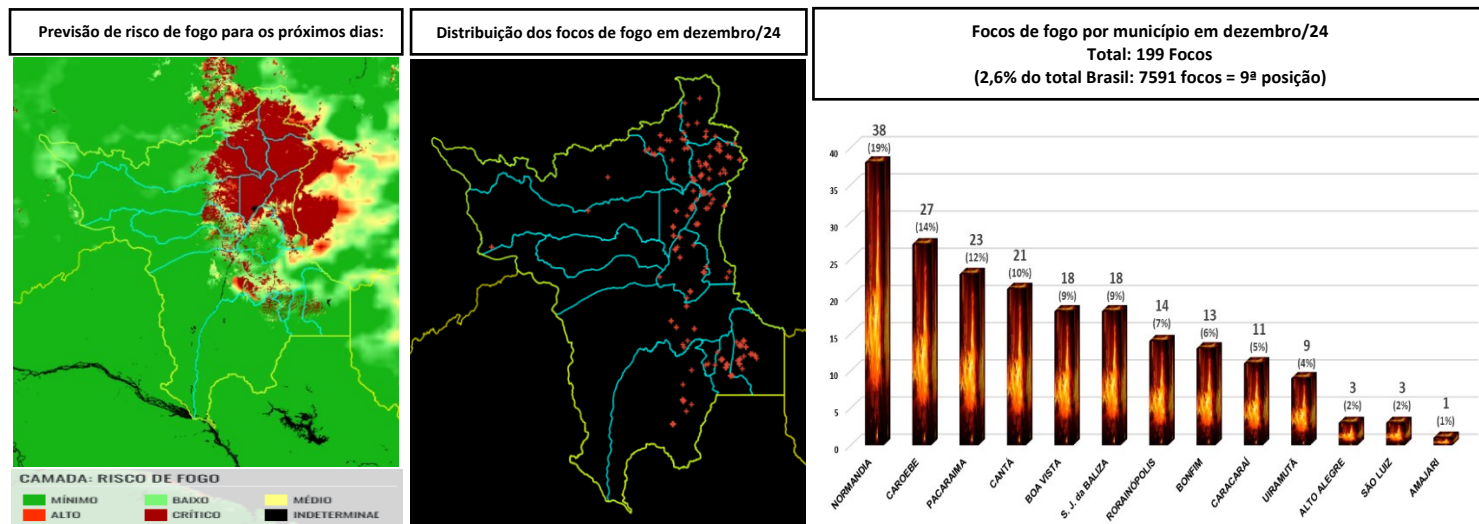 Previsão de risco de fogo para os próximos dias:
CAMADA: RISCO DE FOGO
MÍNIMO BAIXO MÉDIO
ALTO CRÍTICO INDETERMINAD
Distribuição dos focos de fogo em dezembro/24
Focos de fogo por município em dezembro/24
Total: 199 Focos
(2,6% do total Brasil: 7591 focos = 9ª posição)
40
35
30
25
20
15
10
5
0
38
(19%)
27
(14%)
23
(12%)
21
(10%)
18
(9%)
18
(9%)
14
(7%)
13
(6%)
11
(5%)
9
(4%)
3
(2%)
3
(2%)
1
(1%)
NORMANDIA
CAROEBE
PACARAIMA
CANTÁ
BOA VISTA
S. J. da BALIZA
RORAINÓPOLIS
BONFIM
CARACARAÍ
UIRAMUTÃ
ALTO ALEGRE
SÃO LUIZ
AMAJARI